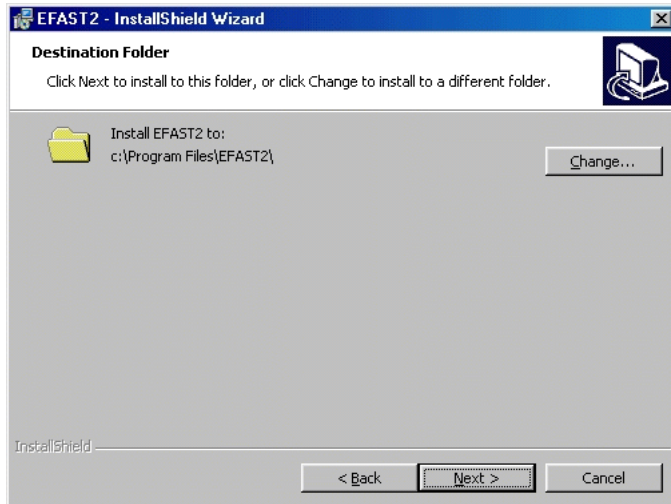 EFAST2 - InstallShield Wizard
Destination Folder
Click Next to install to this folder, or click Change to install to a different folder.
Install EFAST2 to:
c:\Program Files\EFAST2\
Change...
InstallShield
< Back
Next >
Cancel